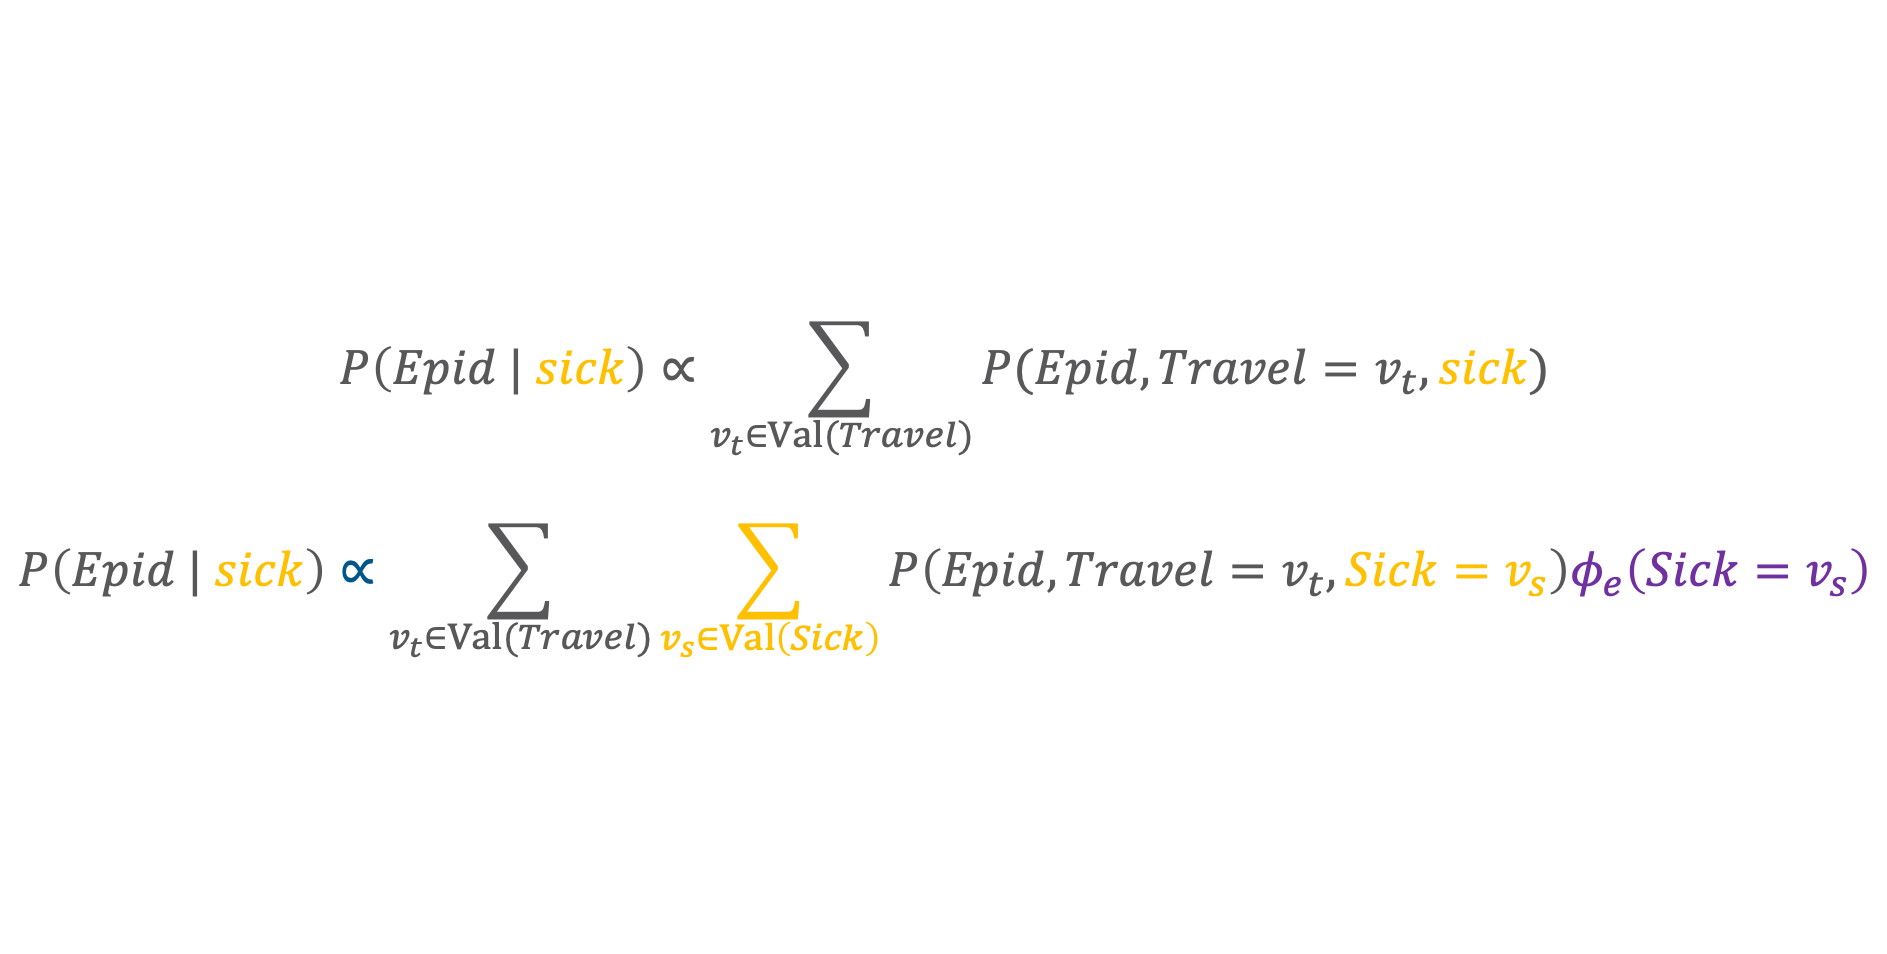 P(Epid | sick) ∝ ∑_{v_t∈Val(Travel)} P(Epid, Travel = v_t, sick)
P(Epid | sick) ∝ ∑_{v_t∈Val(Travel)} ∑_{v_s∈Val(Sick)} P(Epid, Travel = v_t, Sick = v_s)ϕ_e(Sick = v_s)